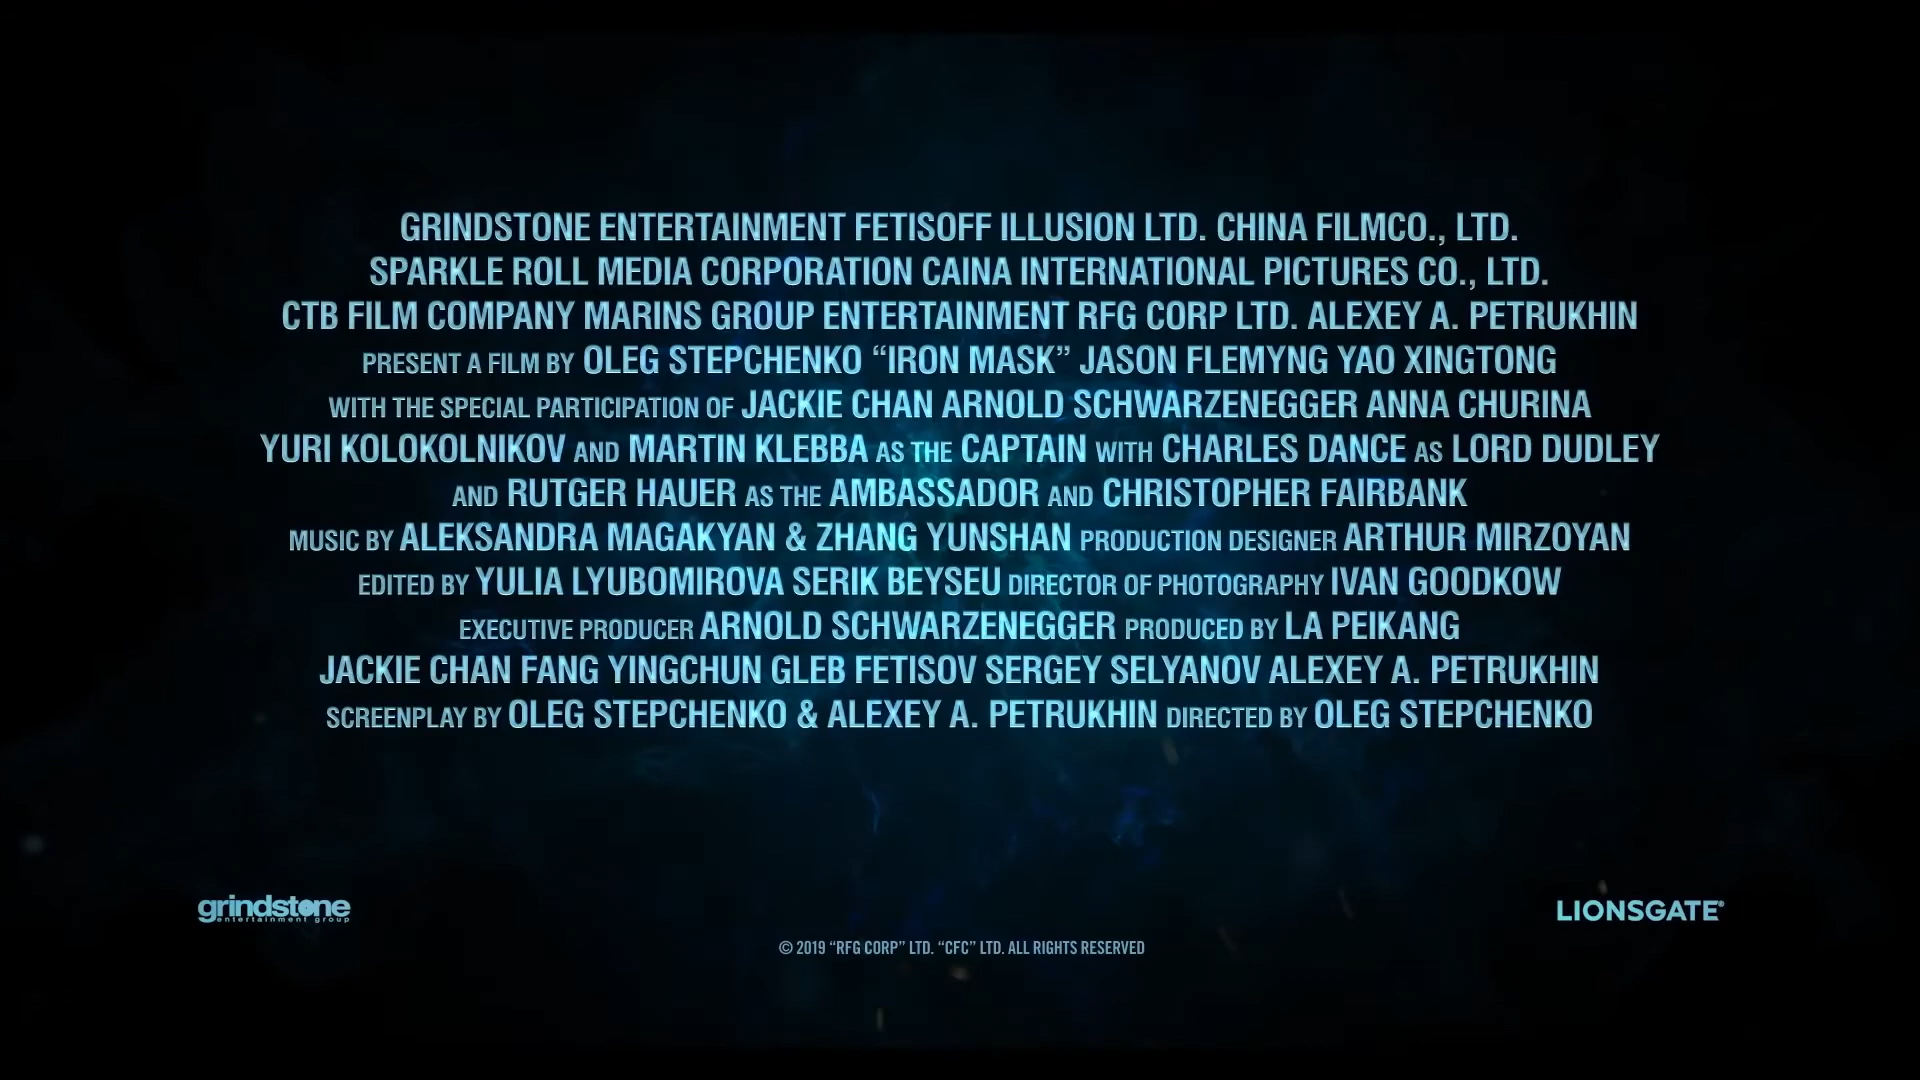 GRINDSTONE ENTERTAINMENT FETISOFF ILLUSION LTD. CHINA FILMCO., LTD.
SPARKLE ROLL MEDIA CORPORATION CAINA INTERNATIONAL PICTURES CO., LTD.
CTB FILM COMPANY MARINS GROUP ENTERTAINMENT RFG CORP LTD. ALEXEY A. PETRUKHIN
PRESENT A FILM BY OLEG STEPCHENKO “IRON MASK” JASON FLEMYNG YAO XINGTONG
WITH THE SPECIAL PARTICIPATION OF JACKIE CHAN ARNOLD SCHWARZENEGGER ANNA CHURINA
YURI KOLOKOLNIKOV AND MARTIN KLEBBA AS THE CAPTAIN WITH CHARLES DANCE AS LORD DUDLEY
AND RUTGER HAUER AS THE AMBASSADOR AND CHRISTOPHER FAIRBANK
MUSIC BY ALEKSANDRA MAGAKYAN & ZHANG YUNSHAN PRODUCTION DESIGNER ARTHUR MIRZOYAN
EDITED BY YULIA LYUBOMIROVA SERIK BEYSEU DIRECTOR OF PHOTOGRAPHY IVAN GOODKOW
EXECUTIVE PRODUCER ARNOLD SCHWARZENEGGER PRODUCED BY LA PEIKANG
JACKIE CHAN FANG YINGCHUN GLEB FETISOV SERGEY SELYANOV ALEXEY A. PETRUKHIN
SCREENPLAY BY OLEG STEPCHENKO & ALEXEY A. PETRUKHIN DIRECTED BY OLEG STEPCHENKO
grindstone
entertainment group
LIONSGATE®
© 2019 “RFG CORP” LTD. “CFC” LTD. ALL RIGHTS RESERVED